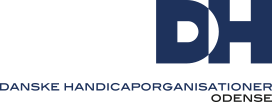 DH
DANSKE HANDICAPORGANISATIONER
ODENSE